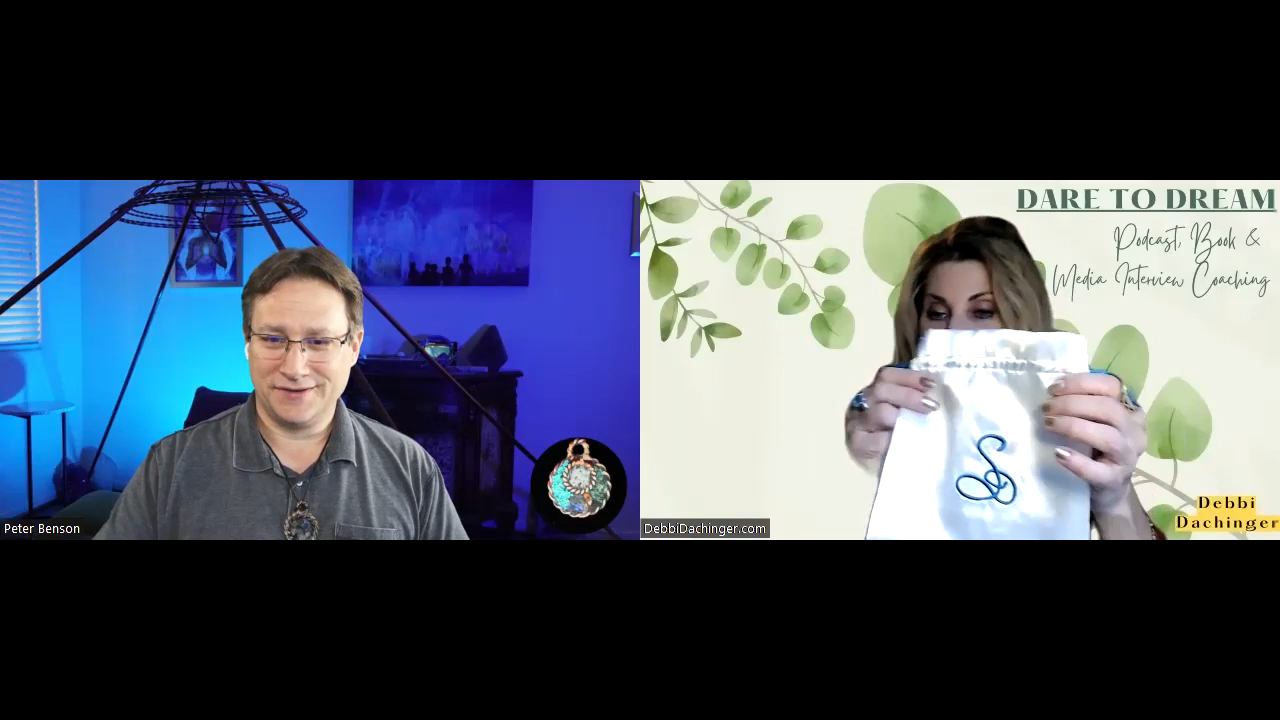 DARE TO DREAM
Podcast, Book &
Media Interview Coaching
S
Debbi
Dachinger
Peter Benson
DebbiDachinger.com